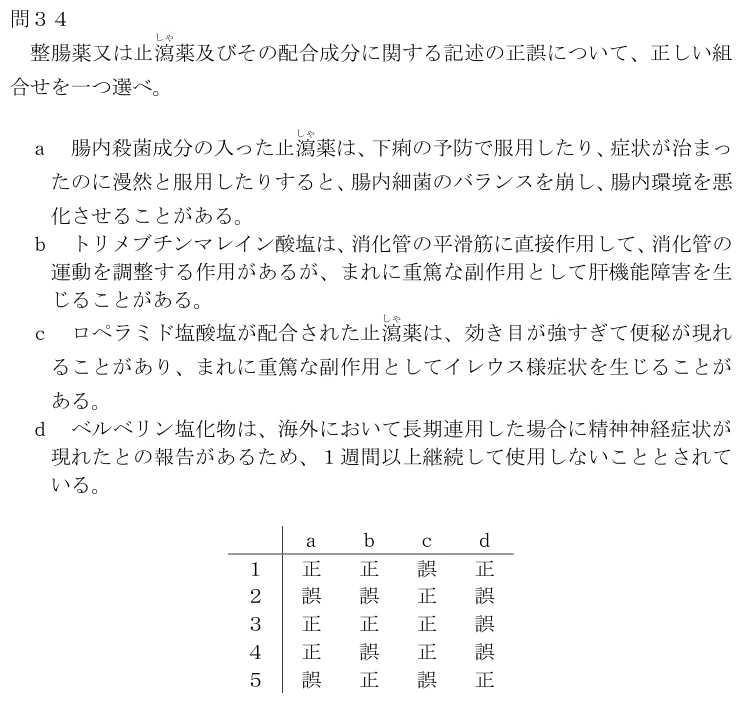 問３４
整腸薬又は止瀉薬及びその配合成分に関する記述の正誤について、正しい組
合せを一つ選べ。
a 腸内殺菌成分の入った止瀉薬は、下痢の予防で服用したり、症状が治まっ
たのに漫然と服用したりすると、腸内細菌のバランスを崩し、腸内環境を悪
化させることがある。
b トリメブチンマレイン酸塩は、消化管の平滑筋に直接作用して、消化管の
運動を調整する作用があるが、まれに重篤な副作用として肝機能障害を生
じることがある。
c ロペラミド塩酸塩が配合された止瀉薬は、効き目が強すぎて便秘が現れ
ることがあり、まれに重篤な副作用としてイレウス様症状を生じることが
ある。
d ベルベリン塩化物は、海外において長期連用した場合に精神神経症状が
現れたとの報告があるため、１週間以上継続して使用しないこととされて
いる。
a b c d
1 正 正 誤 正
2 誤 誤 正 誤
3 正 正 正 誤
4 正 誤 正 誤
5 誤 正 誤 正